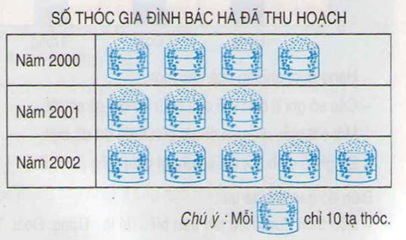 SỐ THÓC GIA ĐÌNH BÁC HÀ ĐÃ THU HOẠCH
Năm 2000
Năm 2001
Năm 2002
Chú ý : Mỗi chỉ 10 tạ thóc.